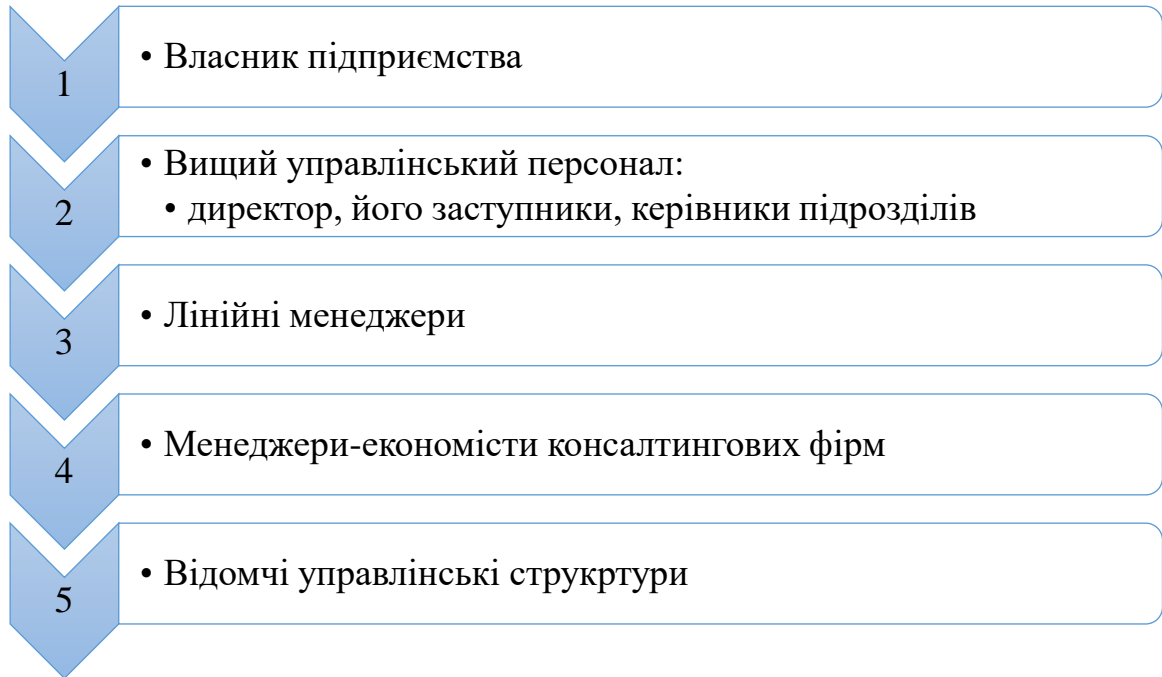 1
• Власник підприємства
2
• Вищий управлінський персонал:
• директор, його заступники, керівники підрозділів
3
• Лінійні менеджери
4
• Менеджери-економісти консалтингових фірм
5
• Відомчі управлінські струкртури